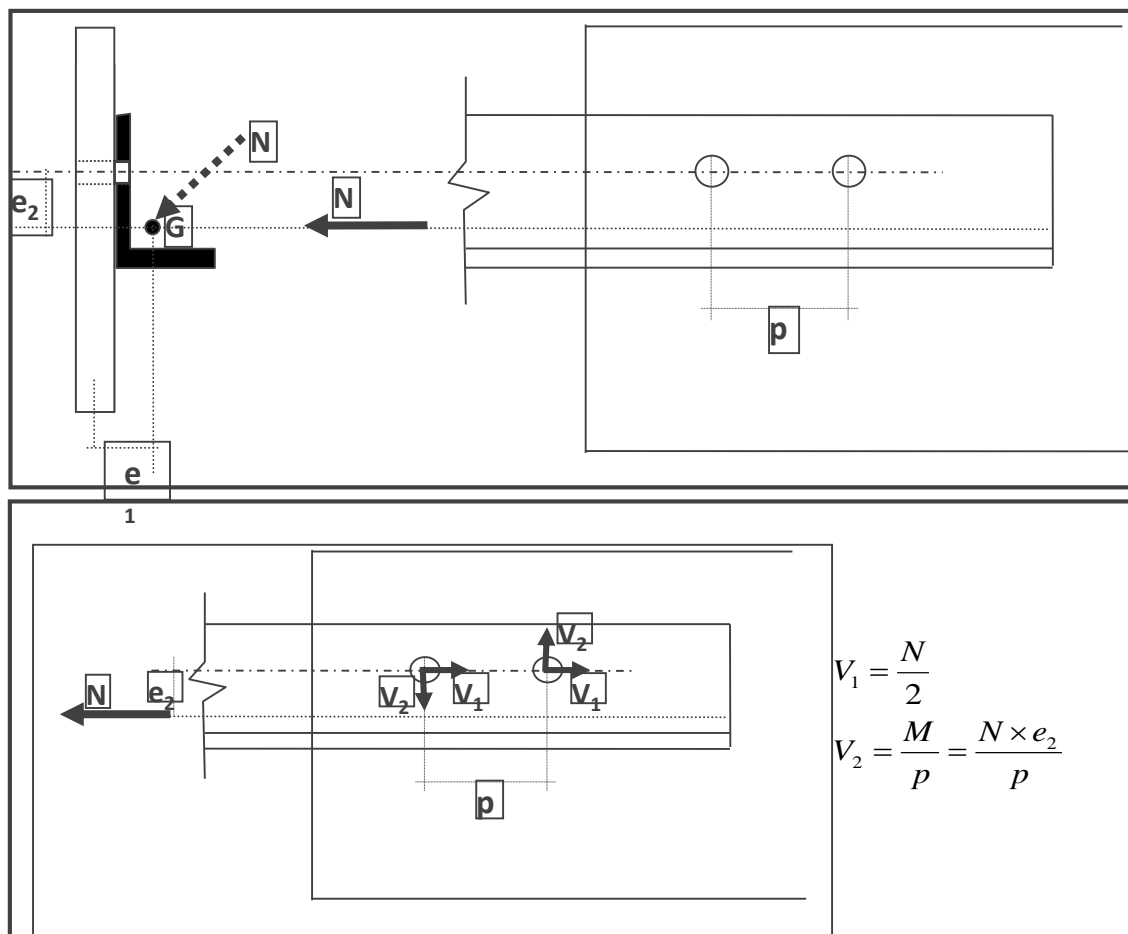 N
N
e₂
G
p
e
1
V₂
N
e₂
V₂
V₁
V₁
p
V₁ = N/2
V₂ = M/p = N × e₂/p